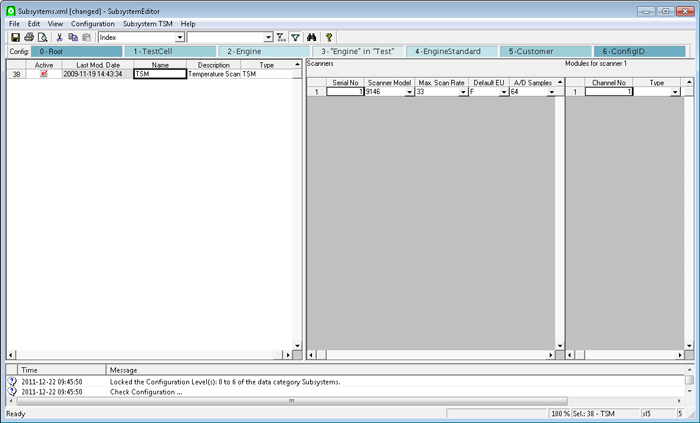 Subsystems.xml [changed] - SubsystemEditor
File Edit View Configuration Subsystem TSM Help
Index
Config: 0 - Root 1 - TestCell 2 - Engine 3 - "Engine" in "Test" 4 - EngineStandard 5 - Customer 6 - ConfigID
Active Last Mod. Date Name Description Type
38 2009-11-19 14:43:34 TSM Temperature Scan TSM
Scanners
Serial No Scanner Model Max. Scan Rate Default EU A/D Samples
1 1 9146 33 F 64
Modules for scanner 1
Channel No Type
1 1
Time Message
2011-12-22 09:45:50 Locked the Configuration Level(s): 0 to 6 of the data category Subsystems.
2011-12-22 09:45:50 Check Configuration ...
Ready 100 % Sel.: 38 - TSM sl5 5